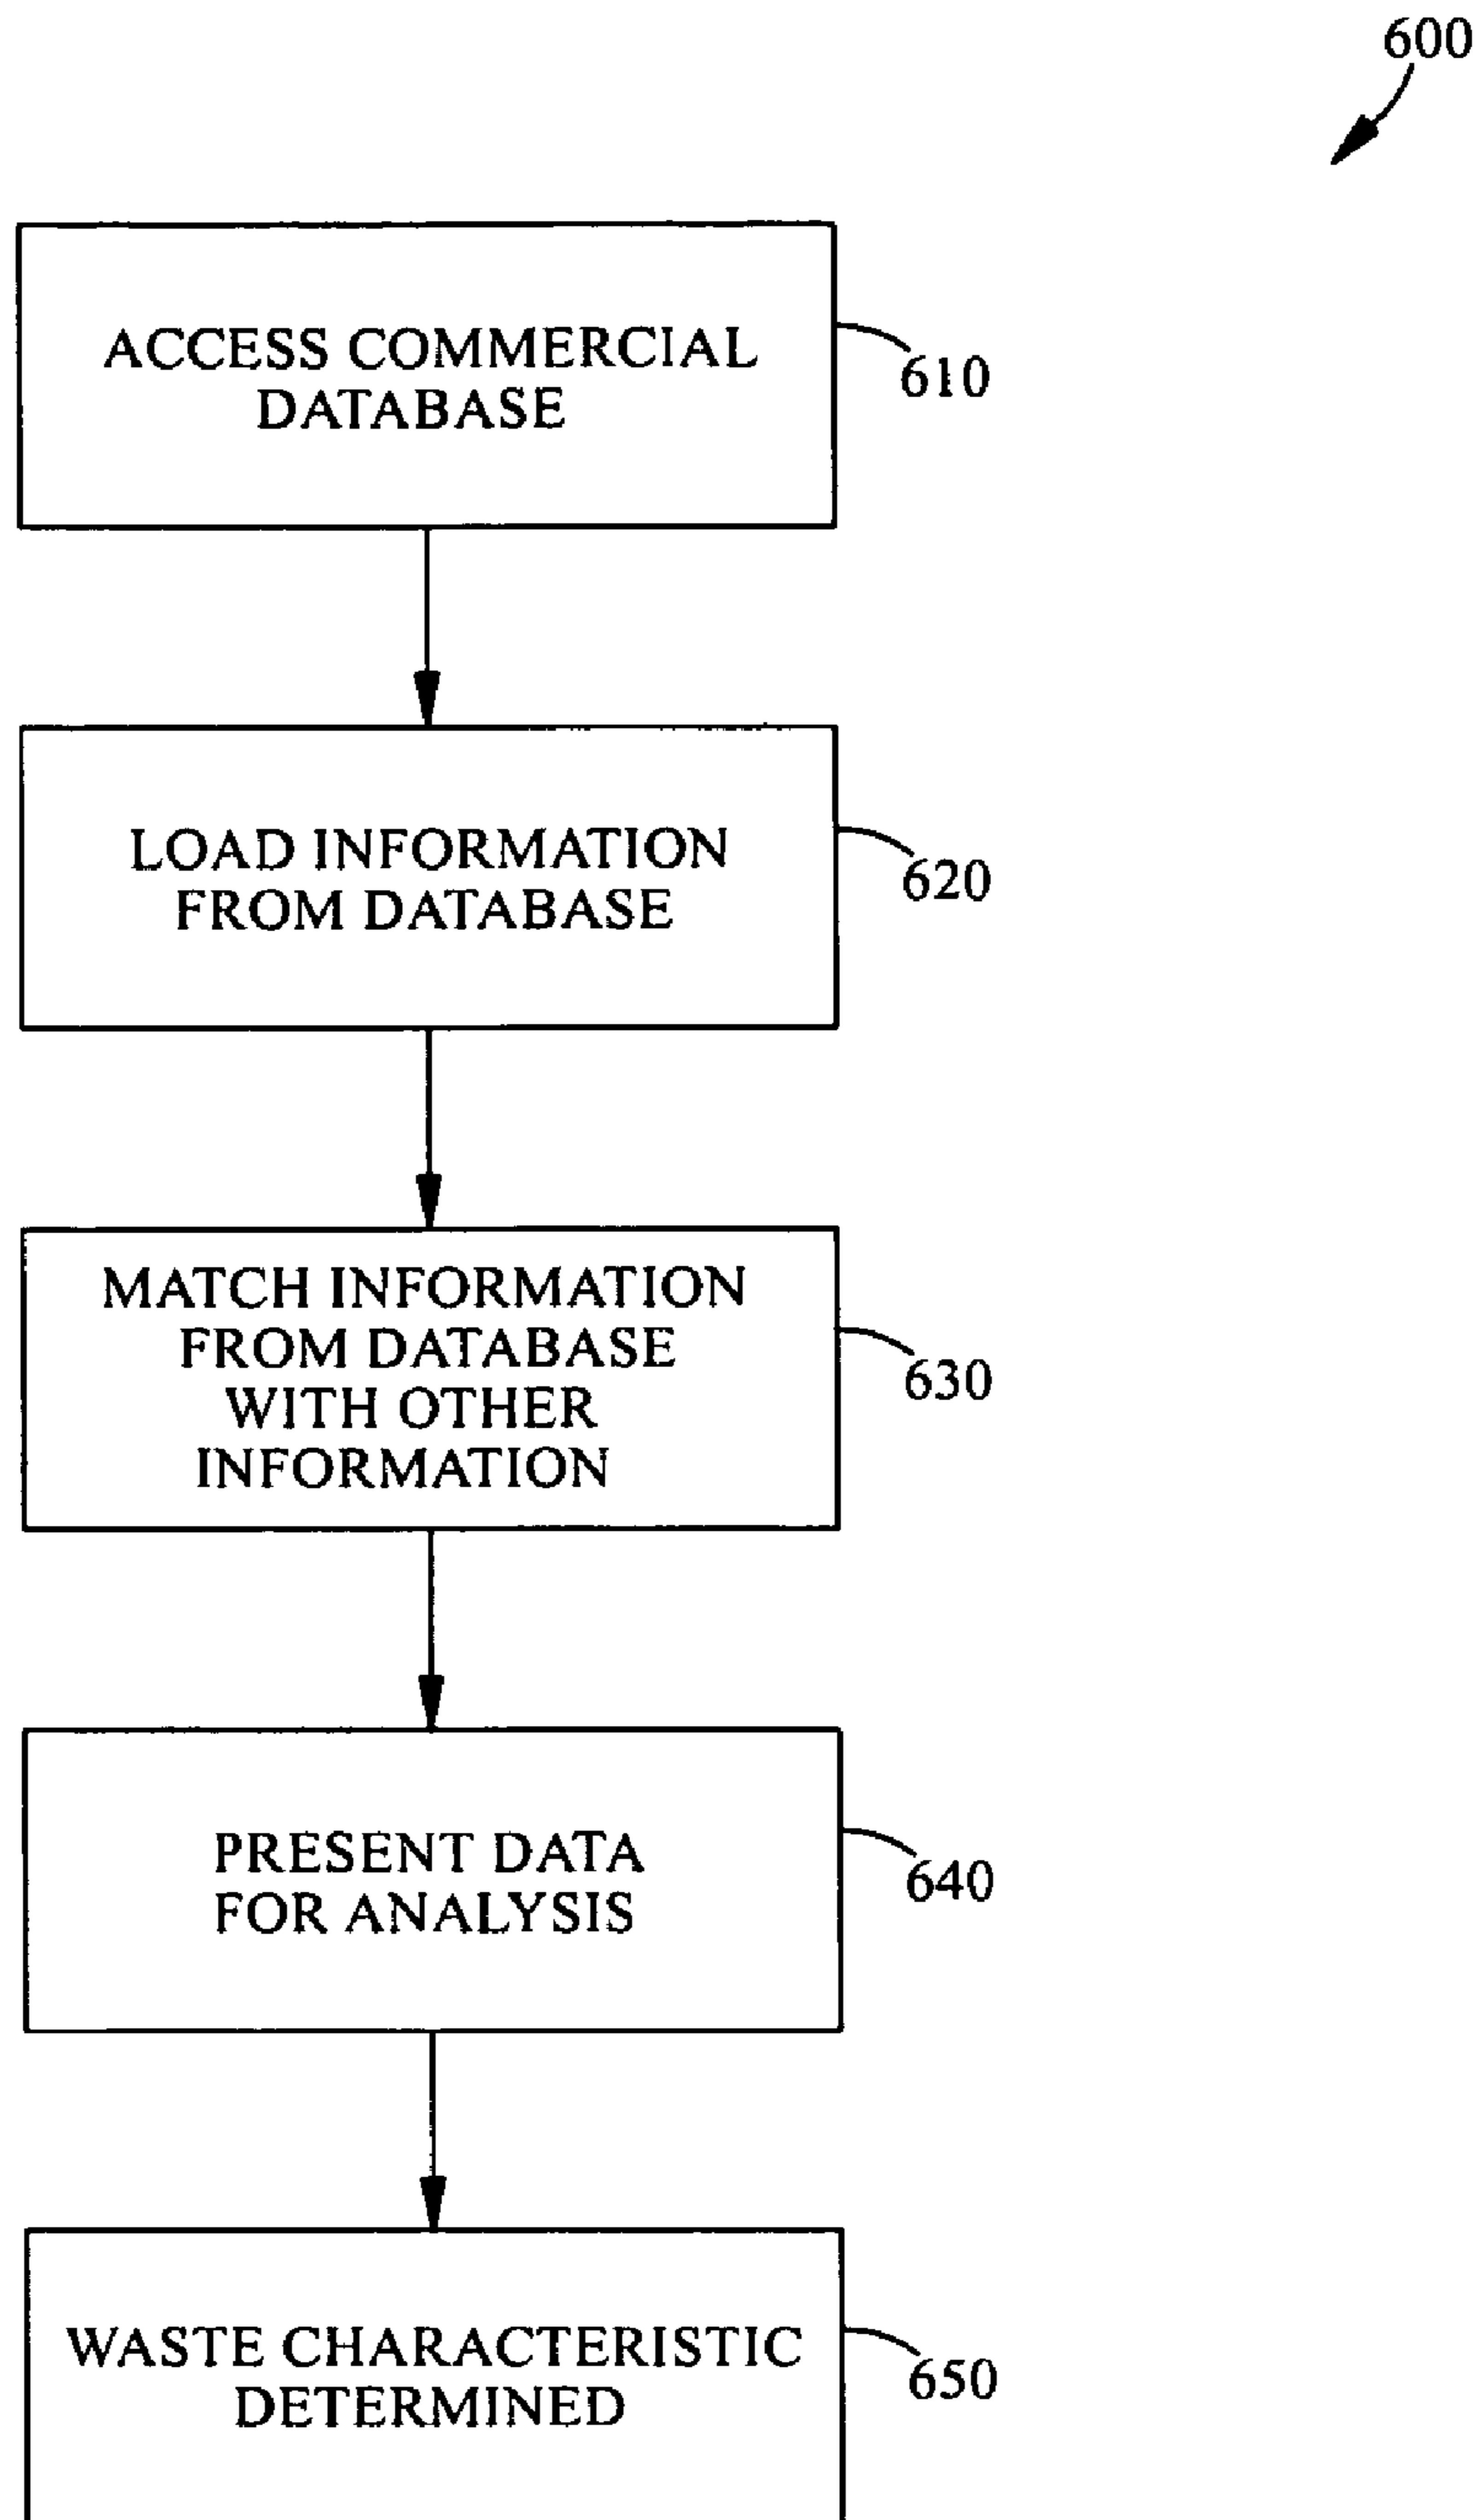 600
ACCESS COMMERCIAL
DATABASE
610
LOAD INFORMATION
FROM DATABASE
620
MATCH INFORMATION
FROM DATABASE
WITH OTHER
INFORMATION
630
PRESENT DATA
FOR ANALYSIS
640
WASTE CHARACTERISTIC
DETERMINED
650